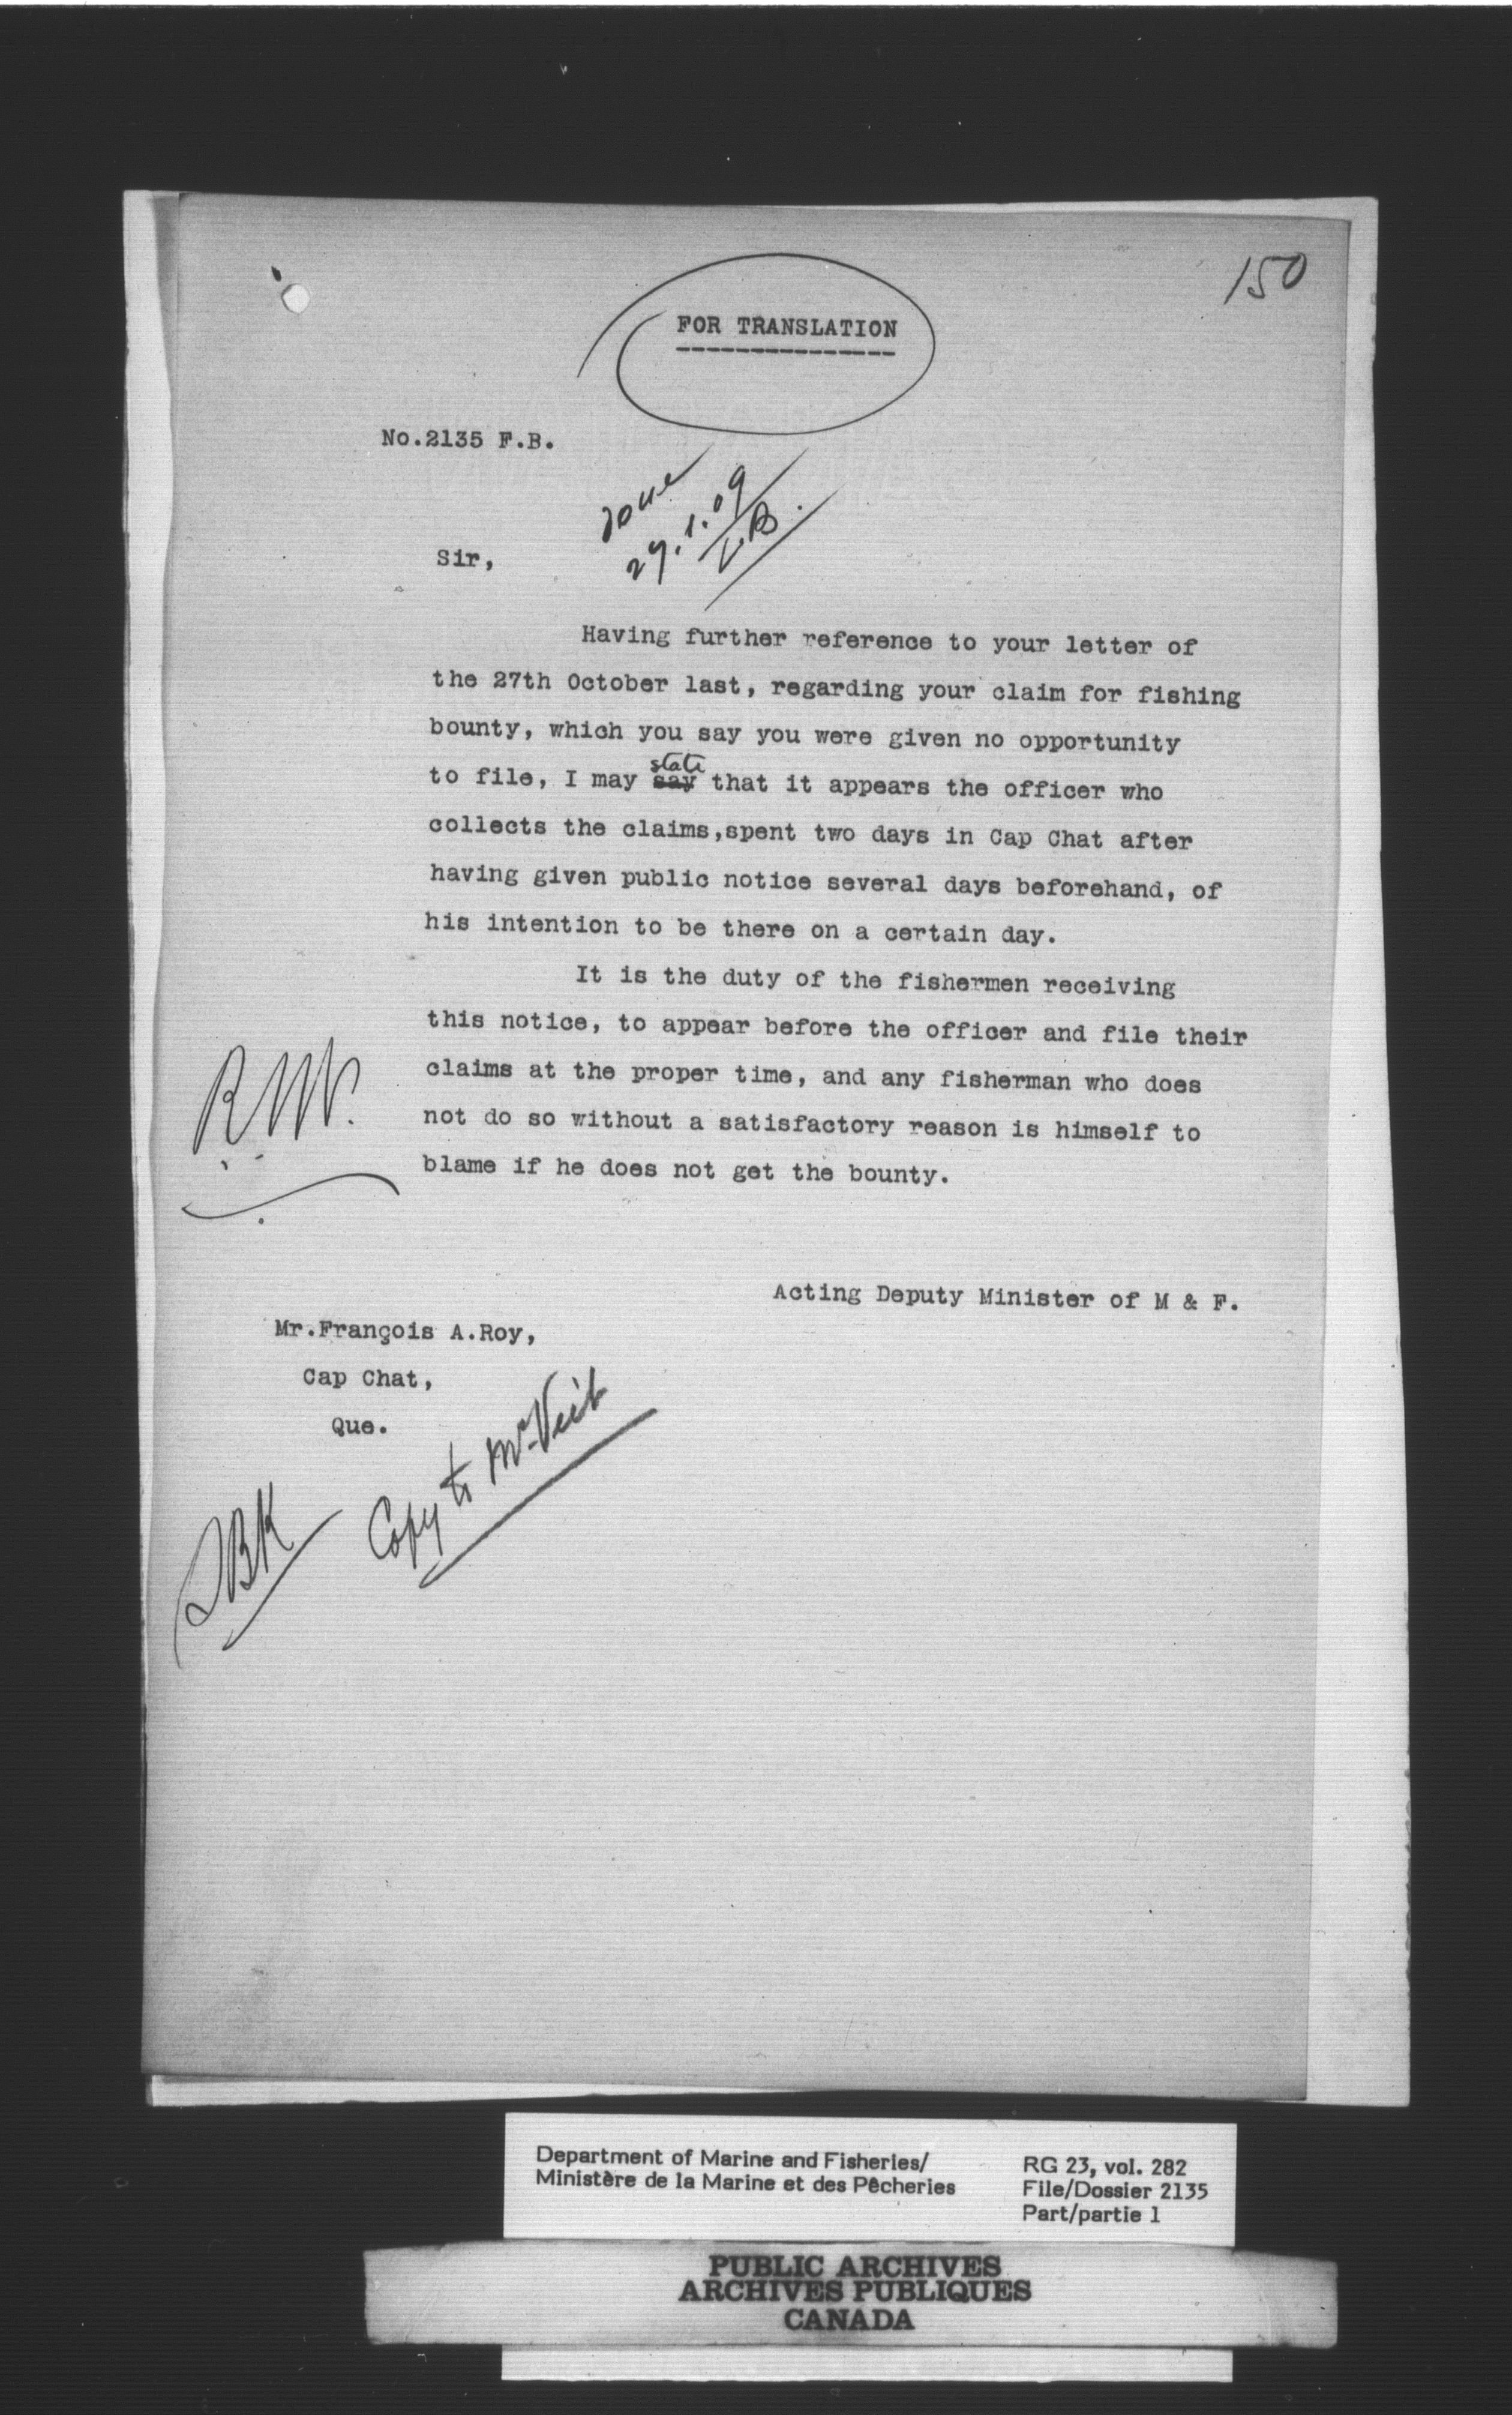 150
FOR TRANSLATION
No.2135 F.B.
Done
29.1.09
L.B.
Sir,
Having further reference to your letter of
the 27th October last, regarding your claim for fishing
bounty, which you say you were given no opportunity
state
to file, I may say that it appears the officer who
collects the claims,spent two days in Cap Chat after
having given public notice several days beforehand, of
his intention to be there on a certain day.
It is the duty of the fishermen receiving
this notice, to appear before the officer and file their
claims at the proper time, and any fisherman who does
not do so without a satisfactory reason is himself to
blame if he does not get the bounty.
Acting Deputy Minister of M & F.
Mr.François A.Roy,
Cap Chat,
Que.
Copy to
Department of Marine and Fisheries/
Ministère de la Marine et des Pêcheries
RG 23, vol. 282
File/Dossier 2135
Part/partie 1
PUBLIC ARCHIVES
ARCHIVES PUBLIQUES
CANADA